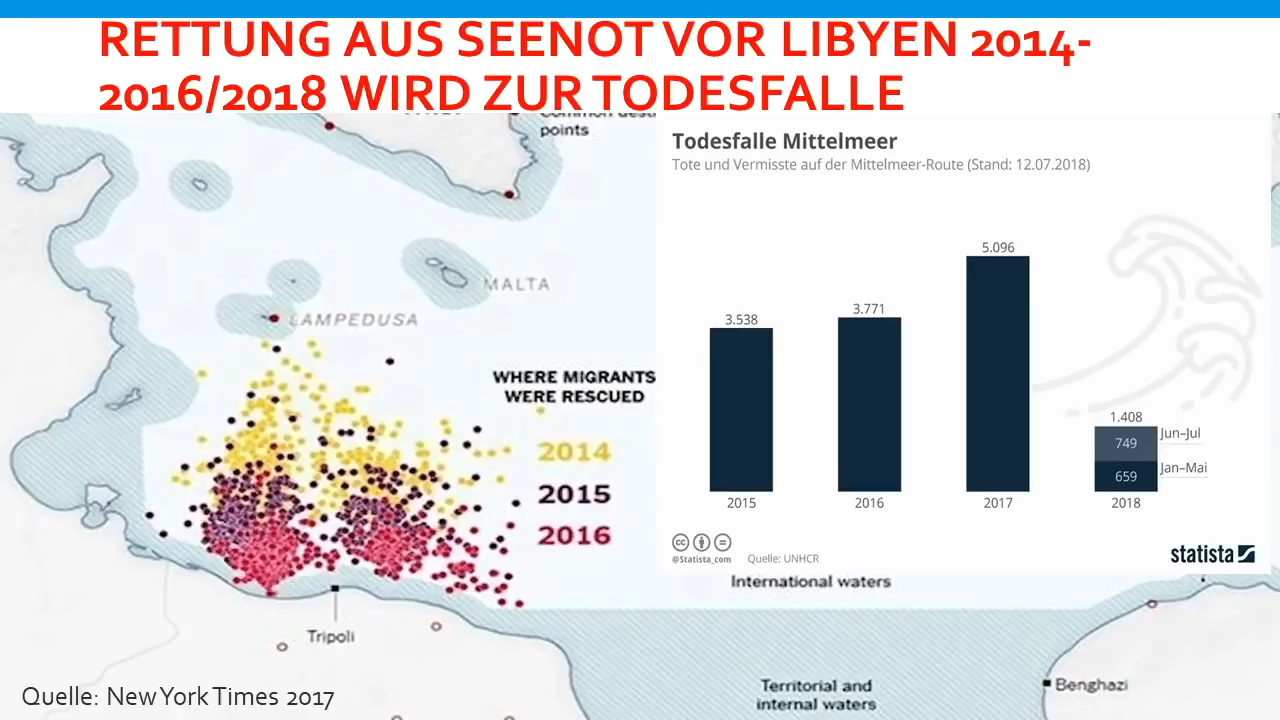 RETTUNG AUS SEENOT VOR LIBYEN 2014-
2016/2018 WIRD ZUR TODESFALLE
points
Todesfalle Mittelmeer
Tote und Vermisste auf der Mittelmeer-Route (Stand: 12.07.2018)
5.096
3.771
3.538
1.408
Jun–Jul
749
Jan–Mai
659
2015
2016
2017
2018
@Statista_com
Quelle: UNHCR
statista
MALTA
LAMPEDUSA
WHERE MIGRANTS
WERE RESCUED
2014
2015
2016
International waters
Tripoli
Territorial and
internal waters
Benghazi
Quelle: New York Times 2017